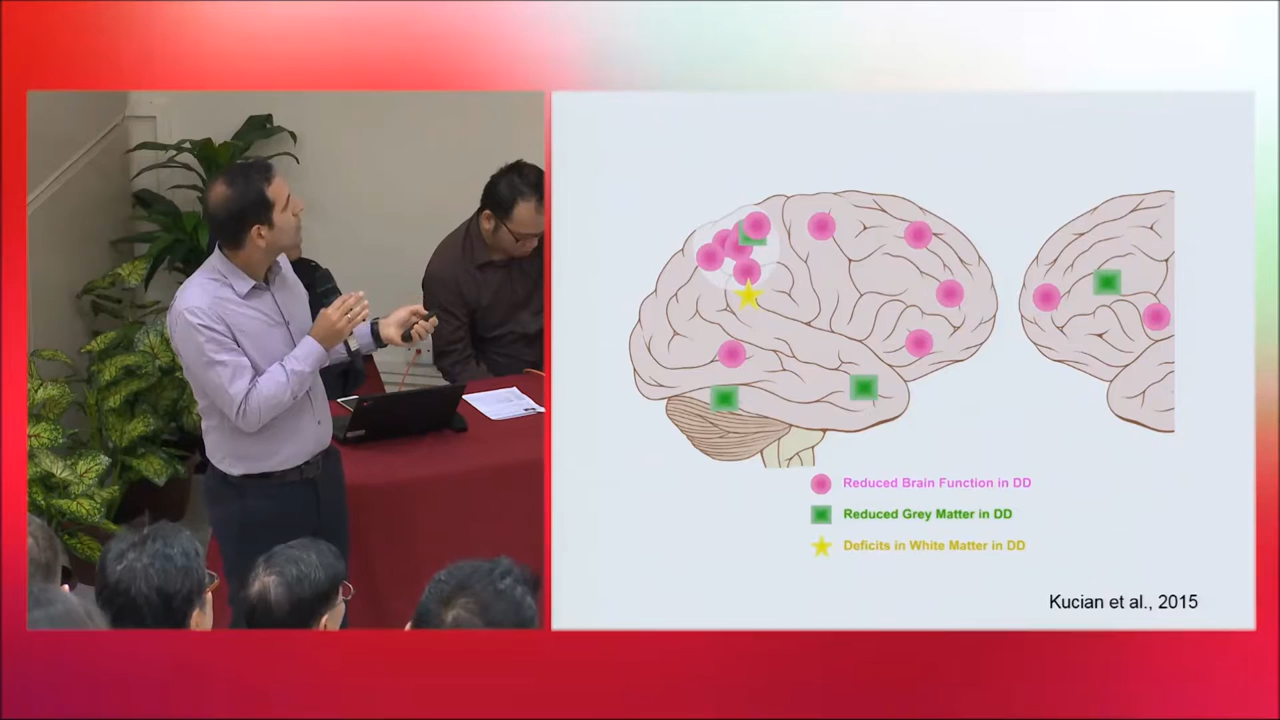 Reduced Brain Function in DD
Reduced Grey Matter in DD
Deficits in White Matter in DD
Kucian et al., 2015